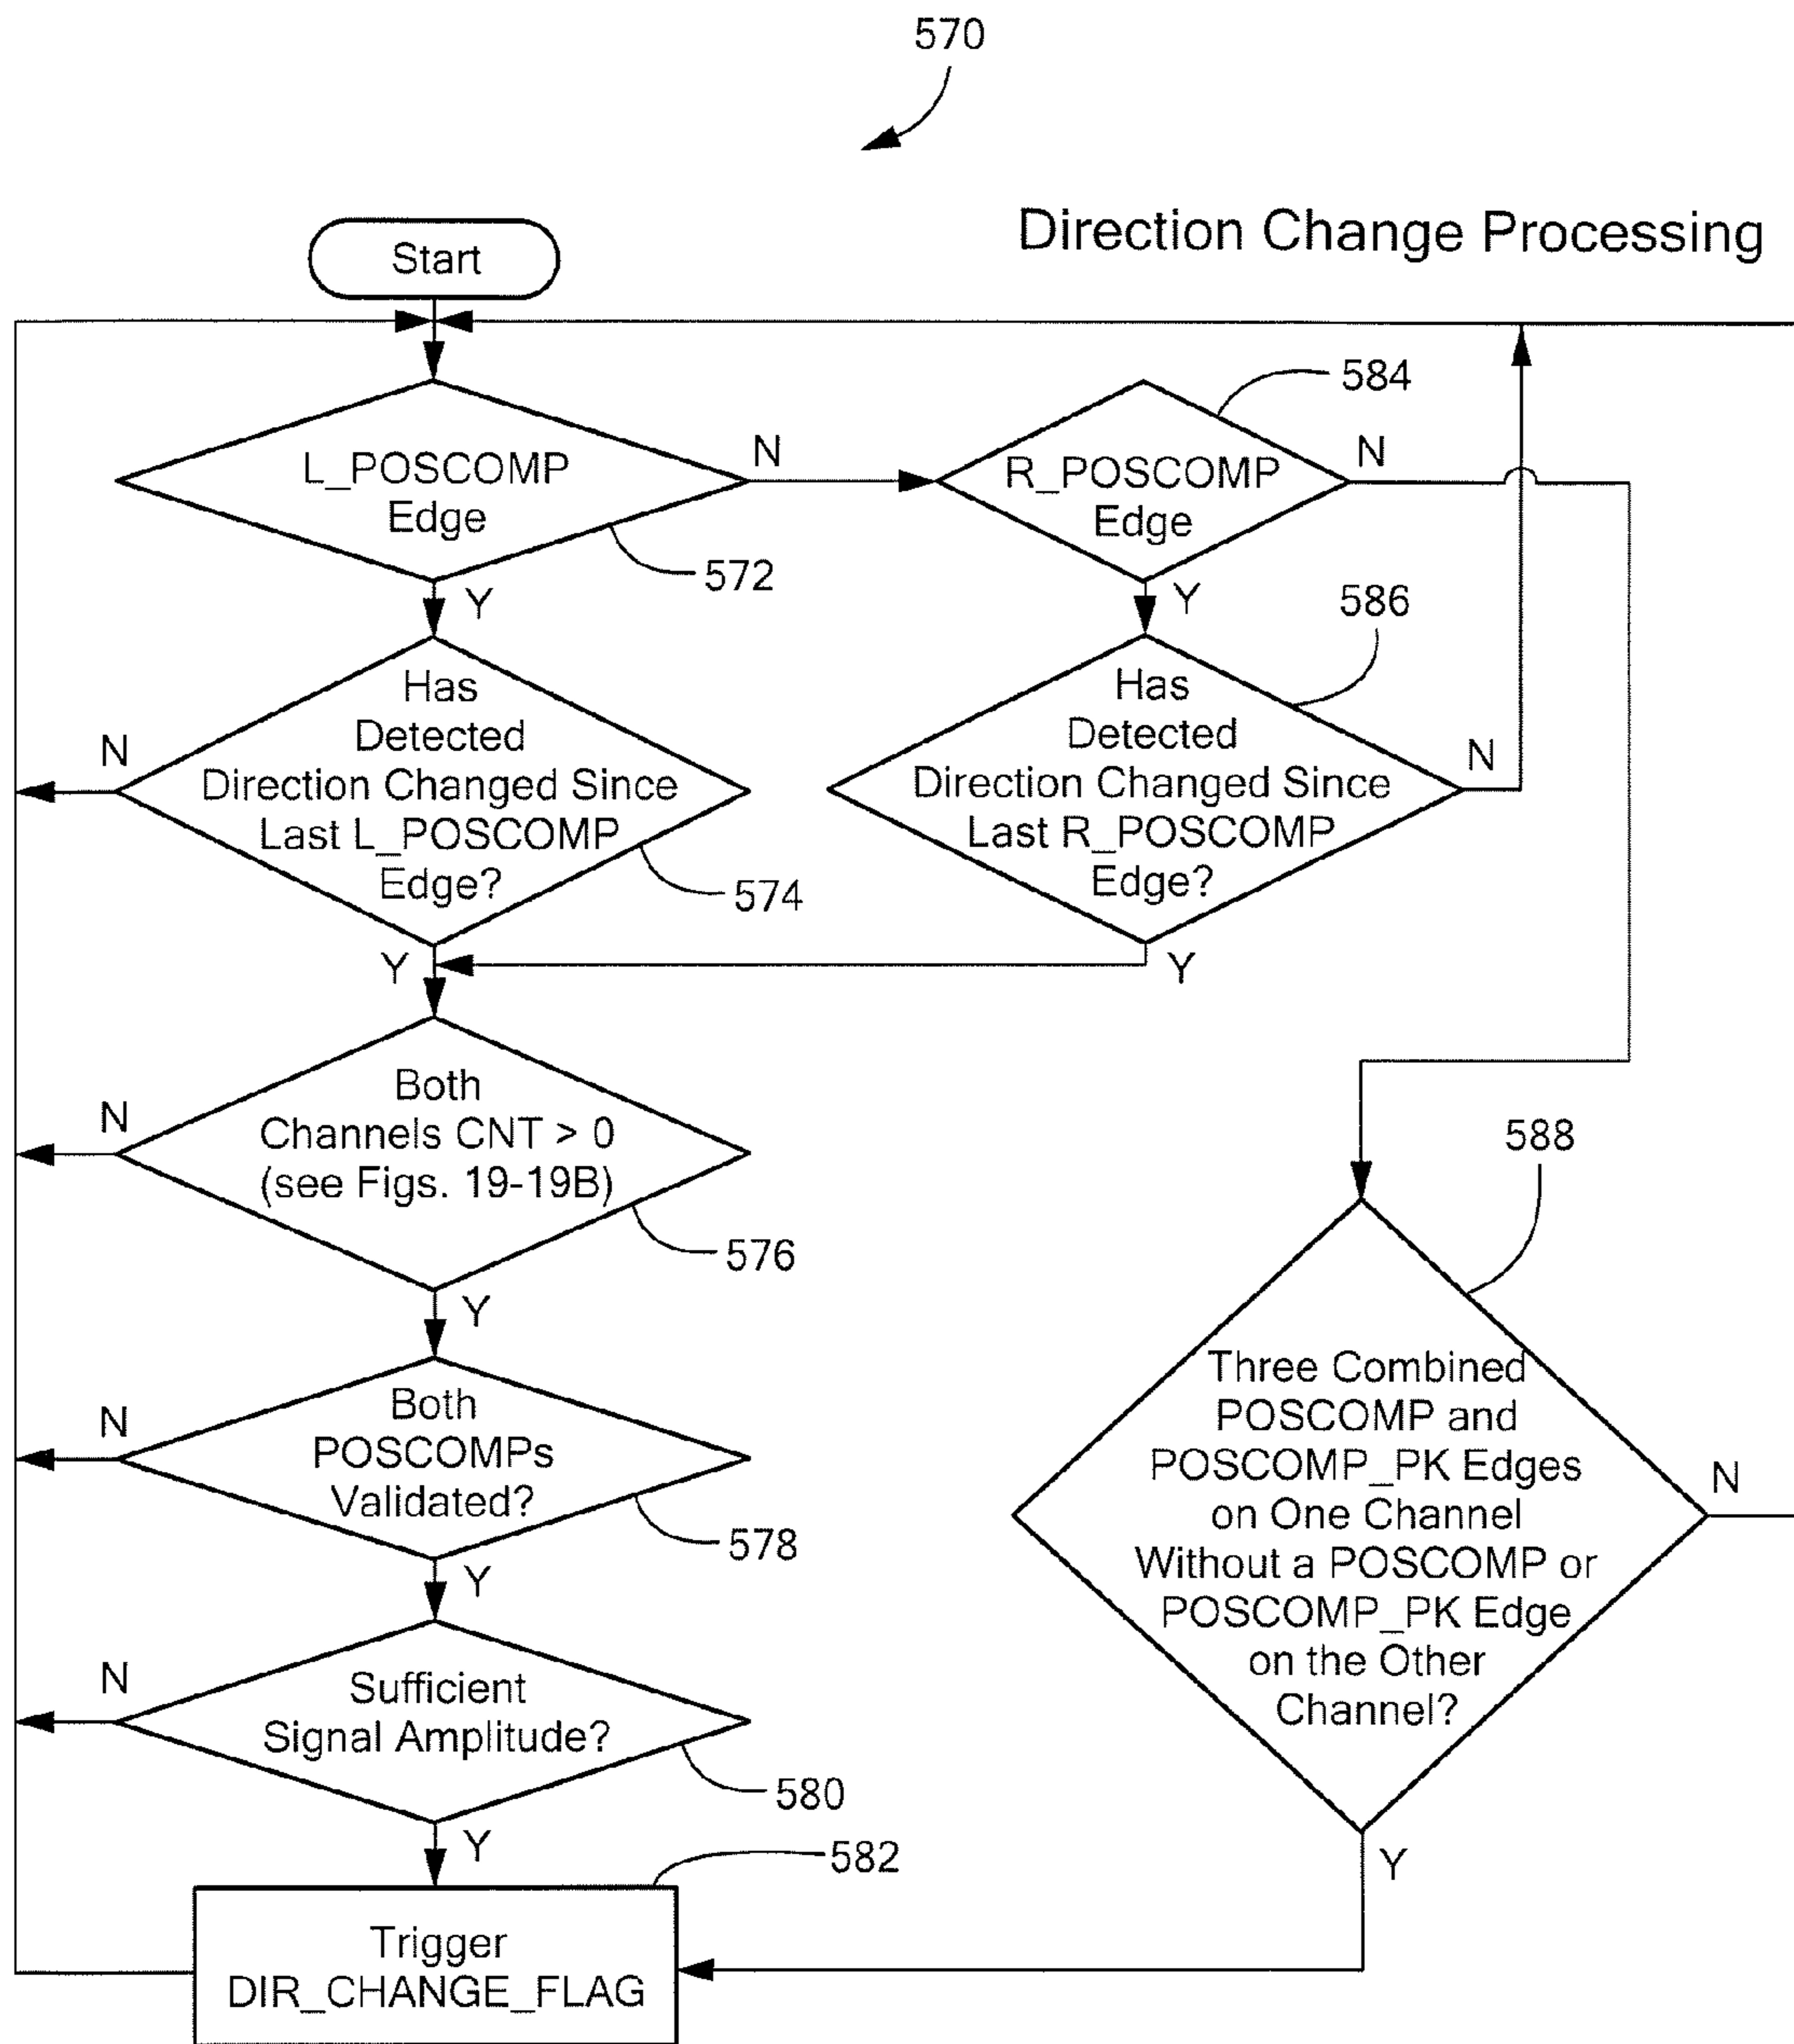 570
Direction Change Processing
Start
L_POSCOMP
Edge
572
N
Y
R_POSCOMP
Edge
584
N
Y
Has
Detected
Direction Changed Since
Last L_POSCOMP
Edge?
574
N
Y
Has
Detected
Direction Changed Since
Last R_POSCOMP
Edge?
586
N
Y
Both
Channels CNT > 0
(see Figs. 19-19B)
576
N
Y
Both
POSCOMPs
Validated?
578
N
Y
Sufficient
Signal Amplitude?
580
N
Y
Three Combined
POSCOMP and
POSCOMP_PK Edges
on One Channel
Without a POSCOMP or
POSCOMP_PK Edge
on the Other
Channel?
588
N
Y
Trigger
DIR_CHANGE_FLAG
582